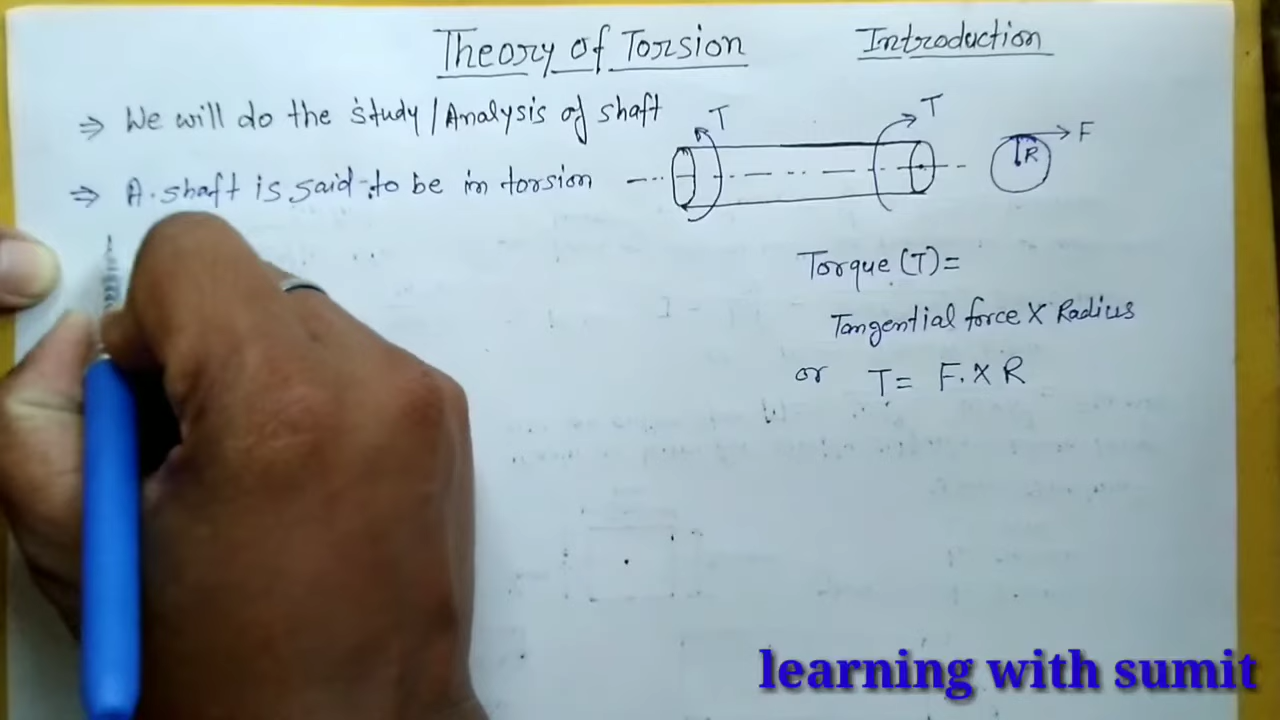 Theory of Torsion Introduction
⇒ We will do the study/Analysis of shaft
⇒ A shaft is said to be in torsion
T
T
F
R
Torque (T) =
Tangential force X Radius
or T = F. X R
learning with sumit